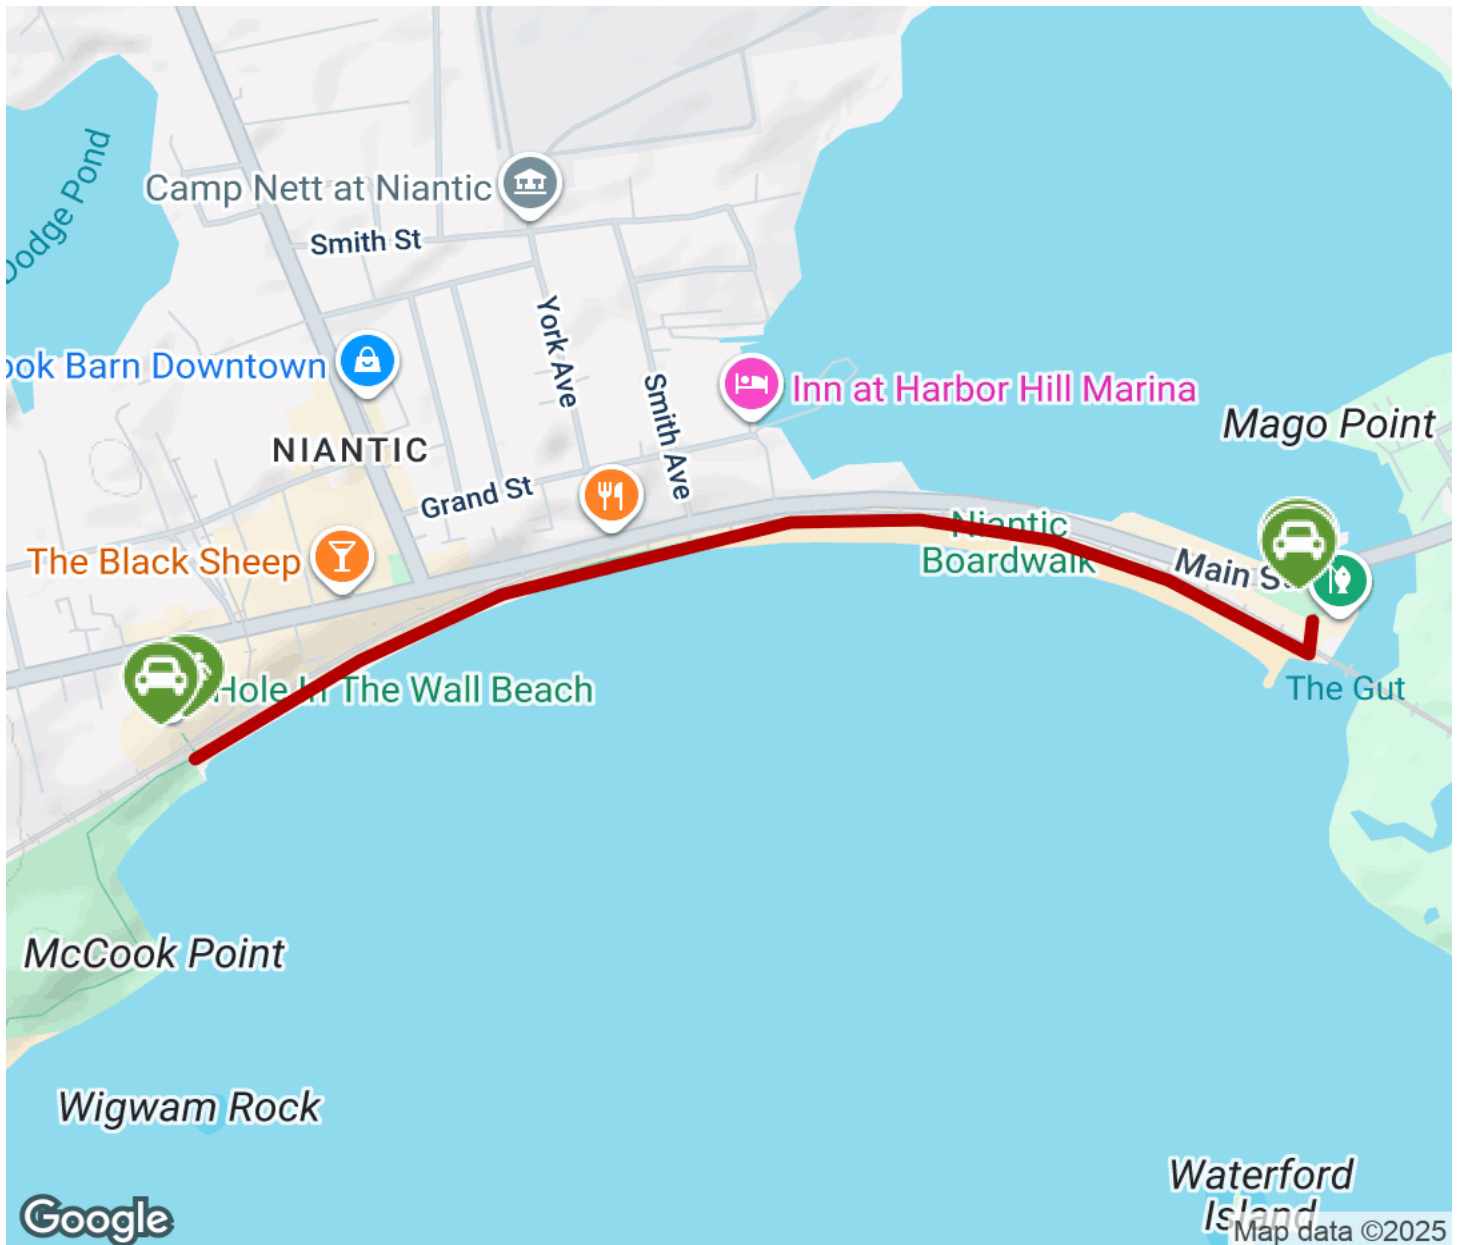 Dodge Pond
Camp Nett at Niantic
Smith St
York Ave
ook Barn Downtown
Smith Ave
Inn at Harbor Hill Marina
Mago Point
NIANTIC
Grand St
Niantic
Boardwalk
The Black Sheep
Main St
Hole In The Wall Beach
The Gut
McCook Point
Wigwam Rock
Waterford
Island
Google
Map data ©2025